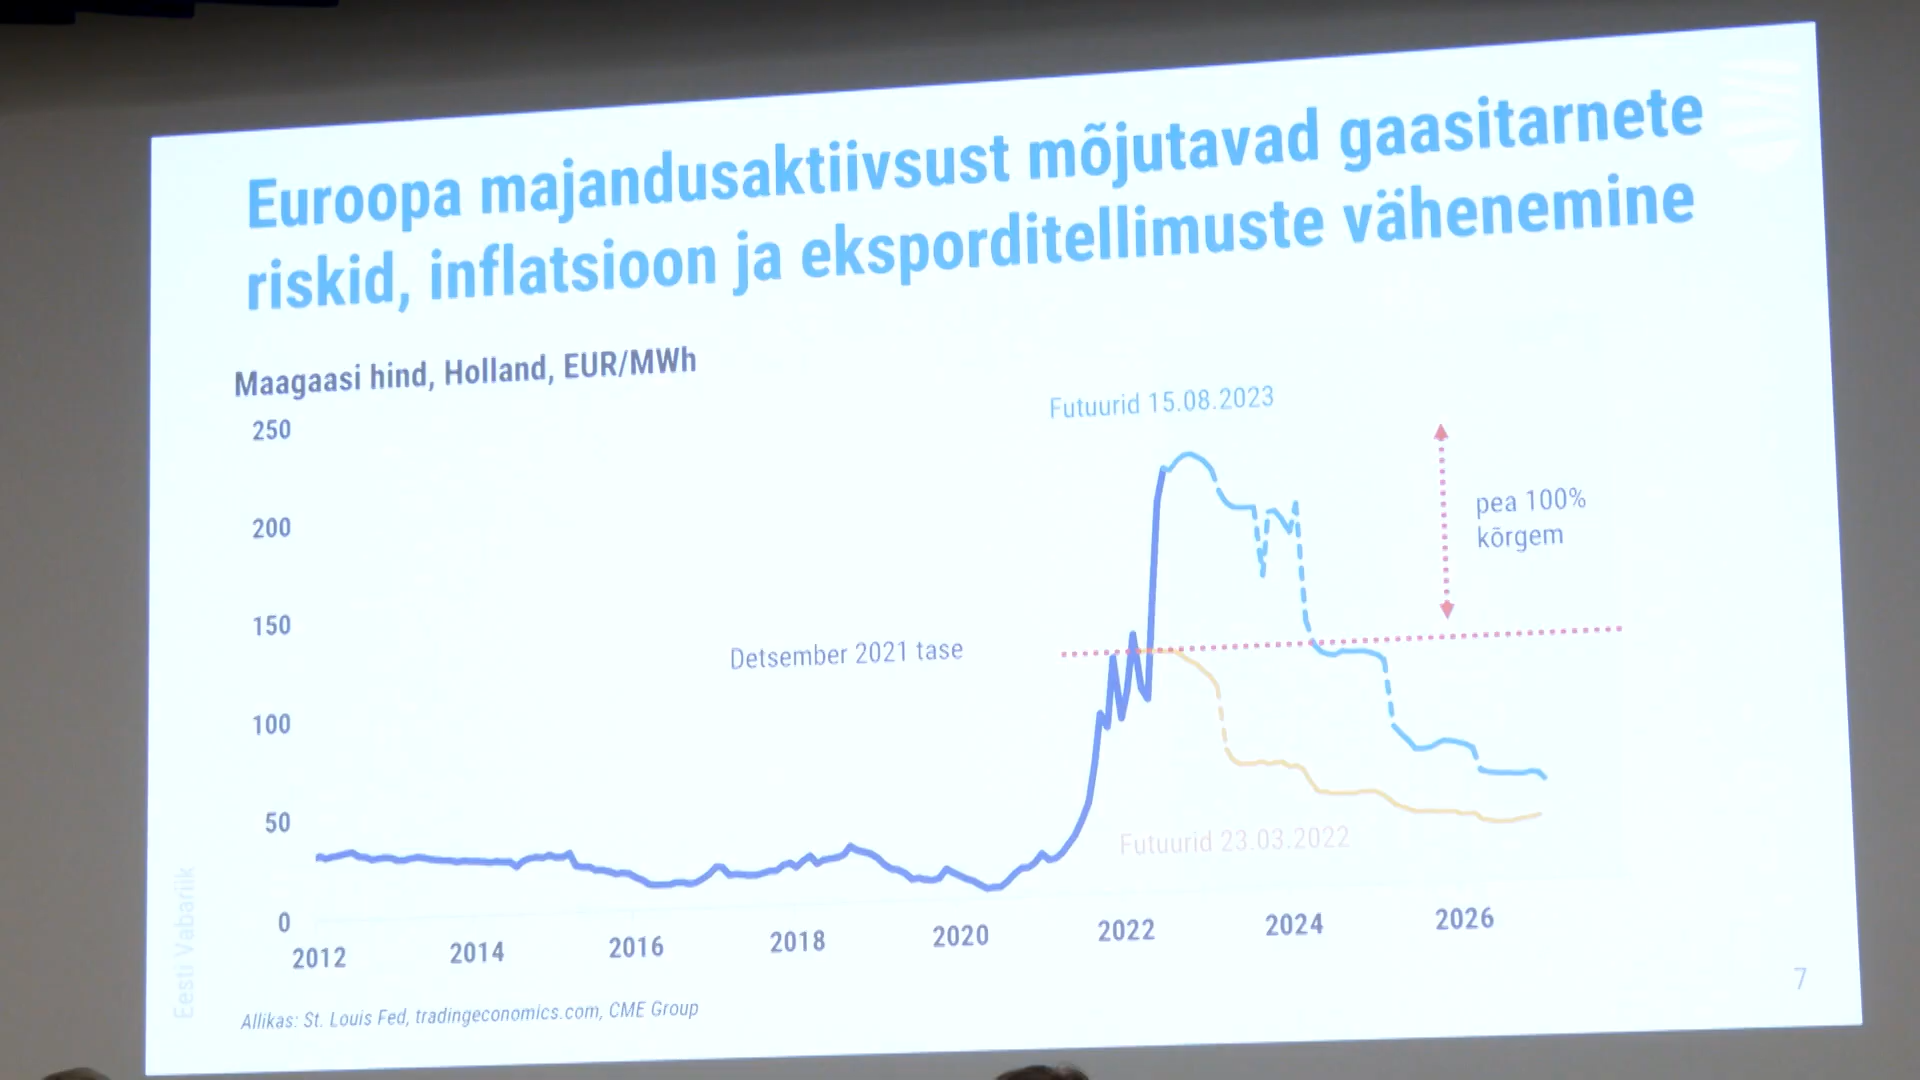 Euroopa majandusaktiivsust mõjutavad gaasitarnete
riskid, inflatsioon ja eksporditellimuste vähenemine
Maagaasi hind, Holland, EUR/MWh
250
200
150
100
50
0
Futuurid 15.08.2023
pea 100%
kõrgem
Detsember 2021 tase
Futuurid 23.03.2022
2012 2014 2016 2018 2020 2022 2024 2026
Allikas: St. Louis Fed, tradingeconomics.com, CME Group
Eesti Vabariik
7